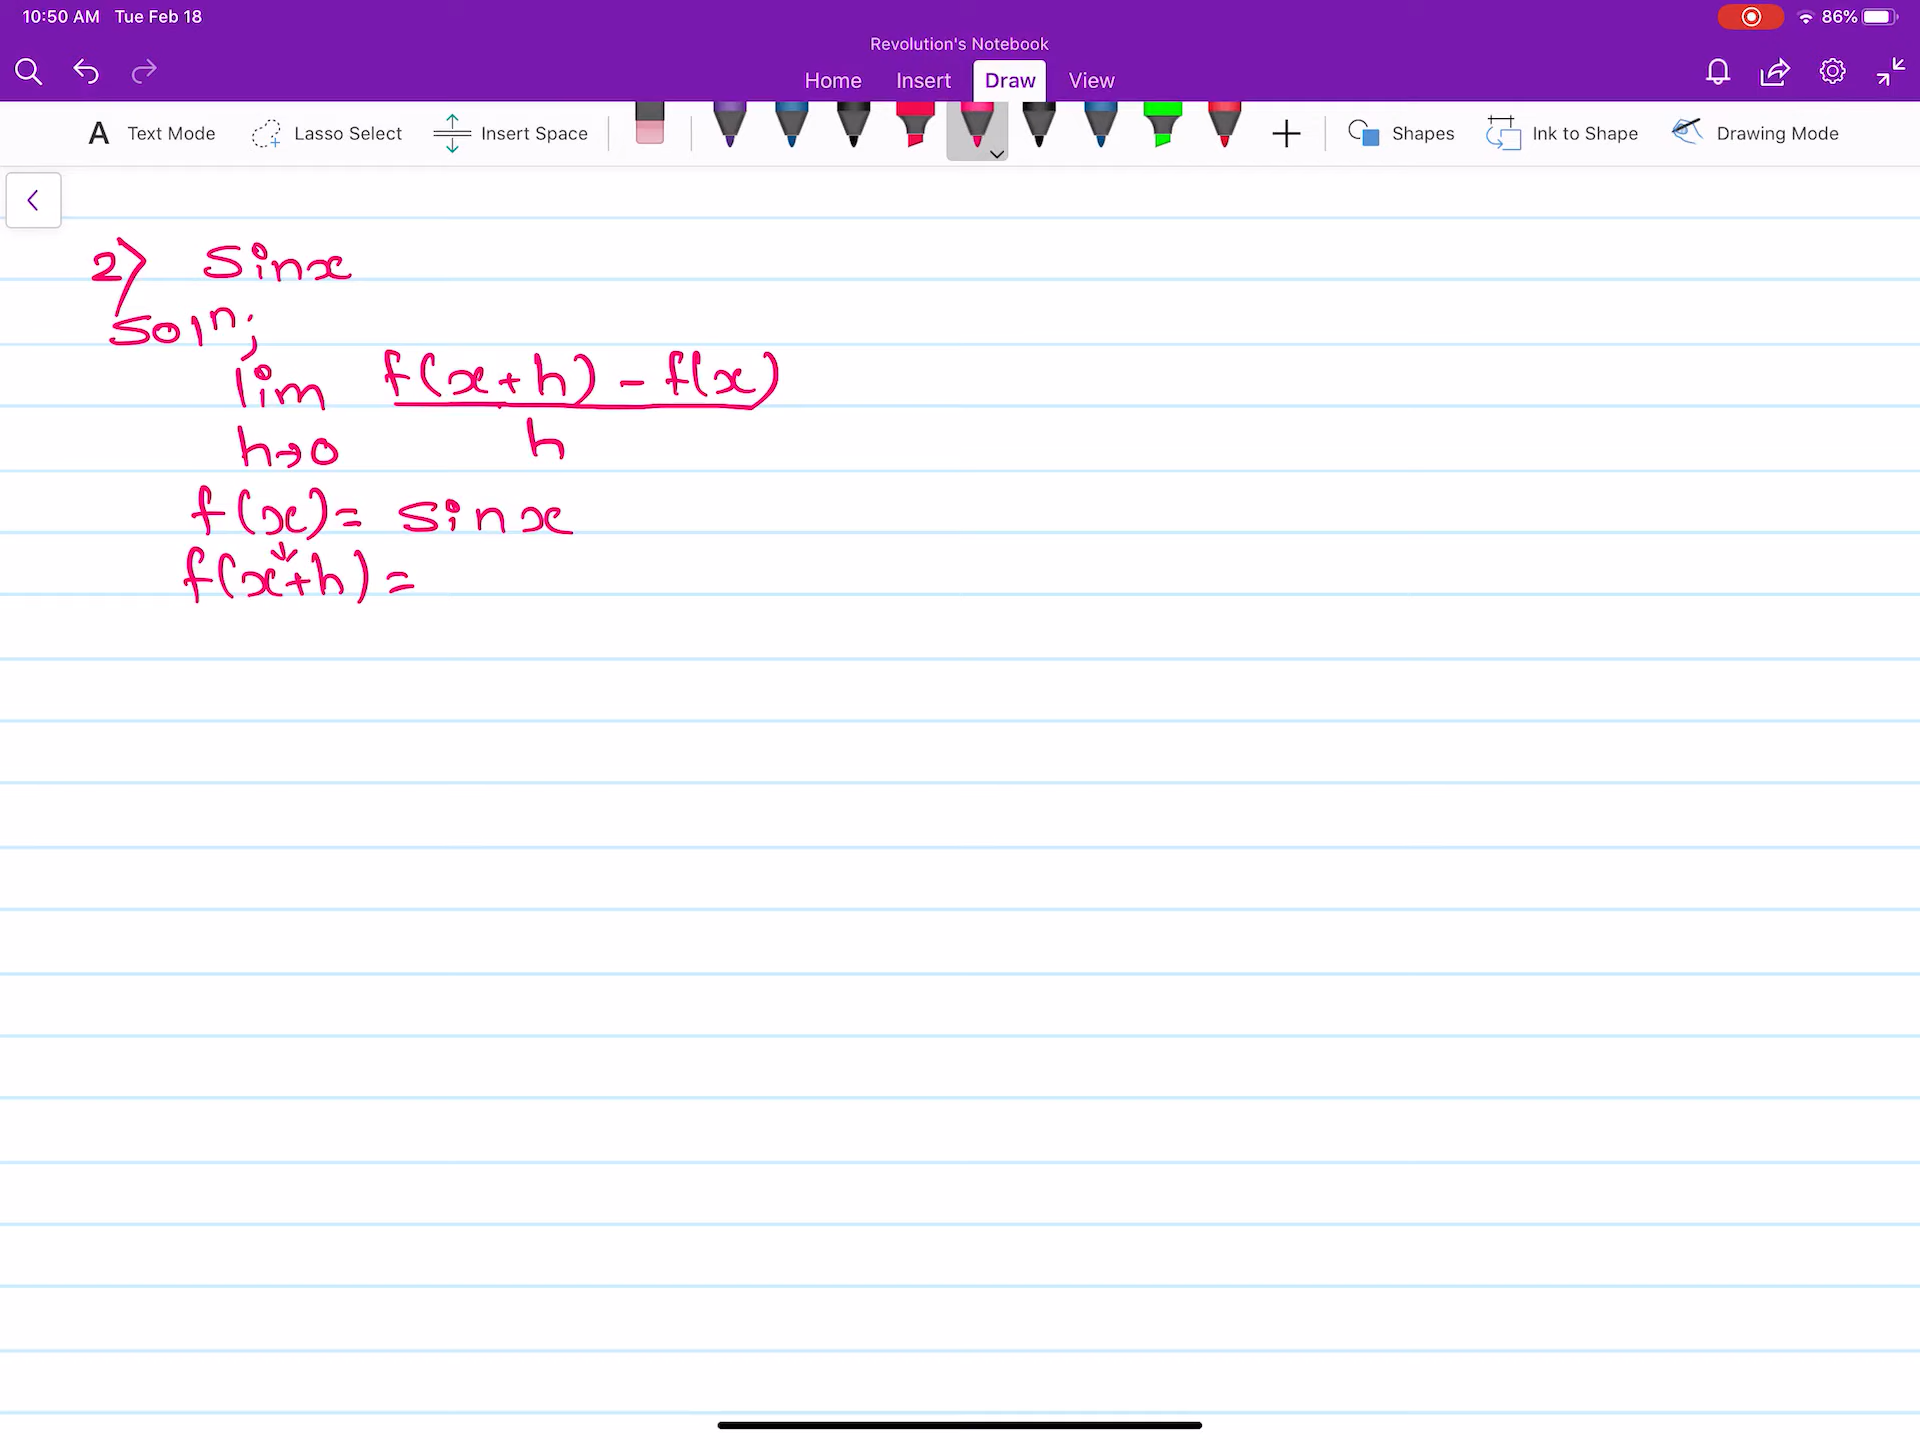 10:50 AM Tue Feb 18
86%
Revolution's Notebook
Home Insert Draw View
A Text Mode Lasso Select Insert Space Shapes Ink to Shape Drawing Mode
2) Sinx
Solⁿ;
lim f(x+h) - f(x)
h→0 h
f(x)= sinx
f(x+h) =